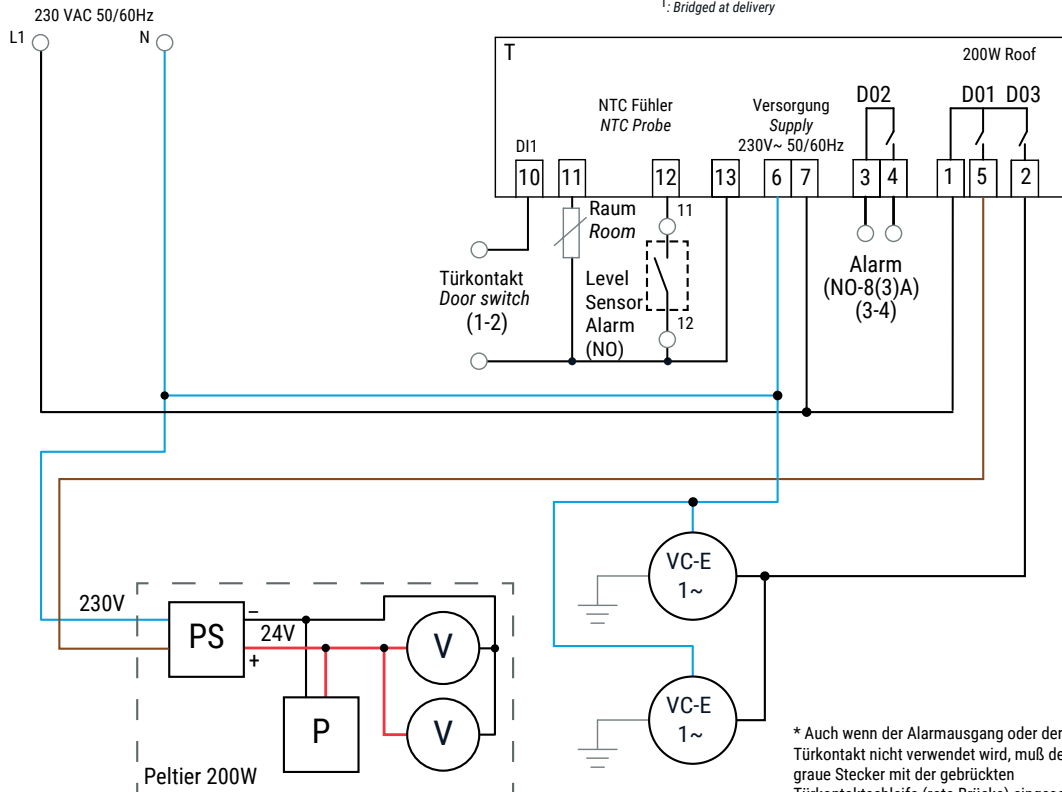 1: Bridged at delivery
230 VAC 50/60Hz
L1
N
T
200W Roof
NTC Fühler
NTC Probe
Versorgung
Supply
230V~ 50/60Hz
D02
D01 D03
DI1
10 11 12 13 6 7 3 4 1 5 2
Raum
Room
11
Türkontakt
Door switch
(1-2)
Level
Sensor
Alarm
(NO)
12
Alarm
(NO-8(3)A)
(3-4)
VC-E
1~
230V
PS
–
24V
+
V
P
V
VC-E
1~
Peltier 200W
* Auch wenn der Alarmausgang oder der
Türkontakt nicht verwendet wird, muß de
graue Stecker mit der gebrückten